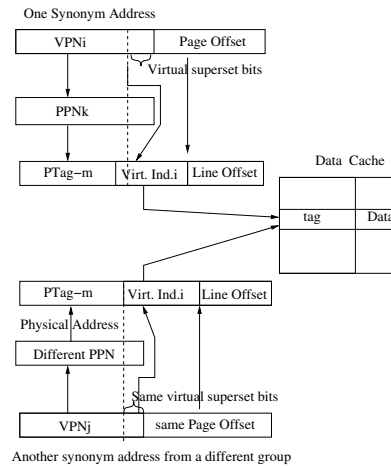 One Synonym Address
VPNi Page Offset
Virtual superset bits
PPNk
Data Cache
PTag−m Virt. Ind.i Line Offset
tag Data
PTag−m Virt. Ind.i Line Offset
Physical Address
Different PPN
Same virtual superset bits
VPNj same Page Offset
Another synonym address from a different group